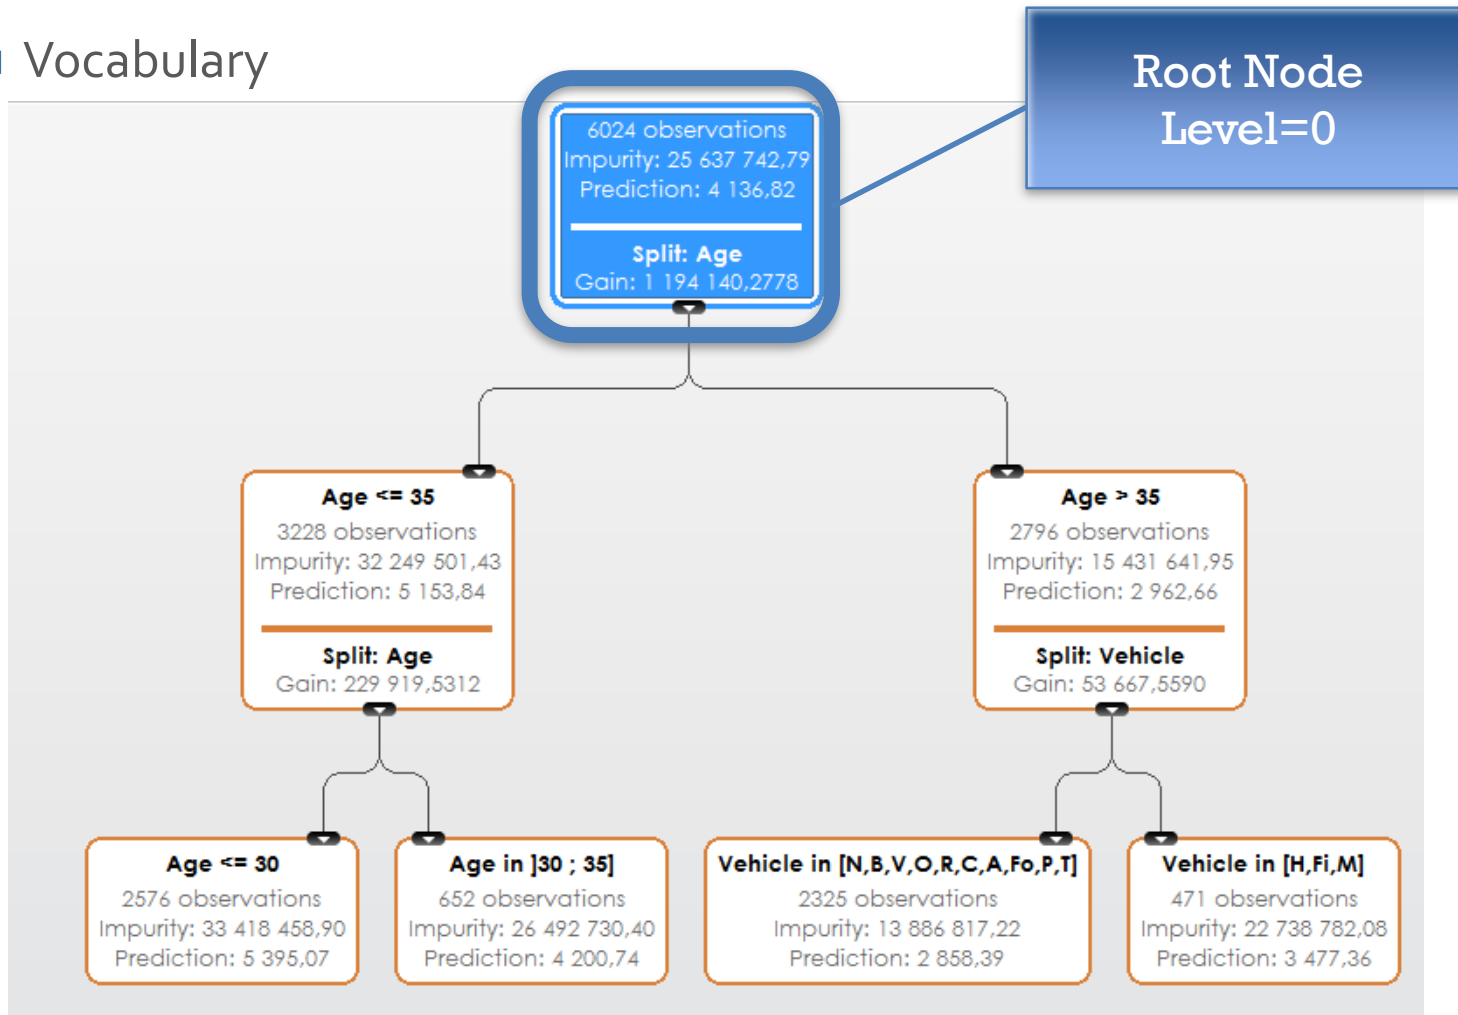 Vocabulary
Root Node
Level=0
6024 observations
Impurity: 25 637 742,79
Prediction: 4 136,82
Split: Age
Gain: 1 194 140,2778
Age <= 35
3228 observations
Impurity: 32 249 501,43
Prediction: 5 153,84
Split: Age
Gain: 229 919,5312
Age > 35
2796 observations
Impurity: 15 431 641,95
Prediction: 2 962,66
Split: Vehicle
Gain: 53 667,5590
Age <= 30
2576 observations
Impurity: 33 418 458,90
Prediction: 5 395,07
Age in ]30 ; 35]
652 observations
Impurity: 26 492 730,40
Prediction: 4 200,74
Vehicle in [N,B,V,O,R,C,A,Fo,P,T]
2325 observations
Impurity: 13 886 817,22
Prediction: 2 858,39
Vehicle in [H,Fi,M]
471 observations
Impurity: 22 738 782,08
Prediction: 3 477,36